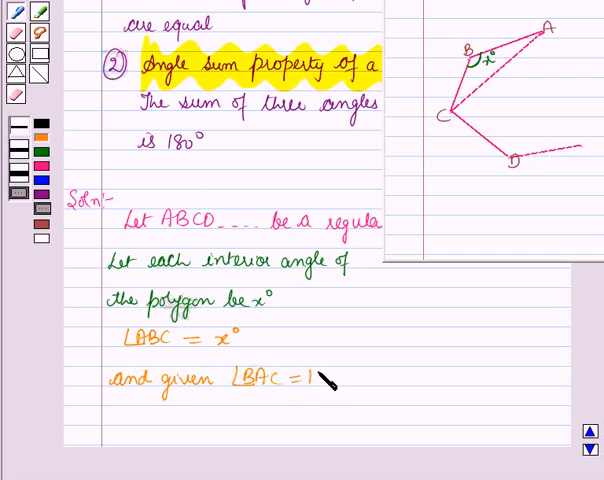 are equal
② Angle sum property of a
The sum of three angles
is 180°
Soln:-
Let ABCD.... be a regula
Let each interior angle of
the polygon be x°
∠ABC = x°
and given ∠BAC = 1
A
B
x°
C
D